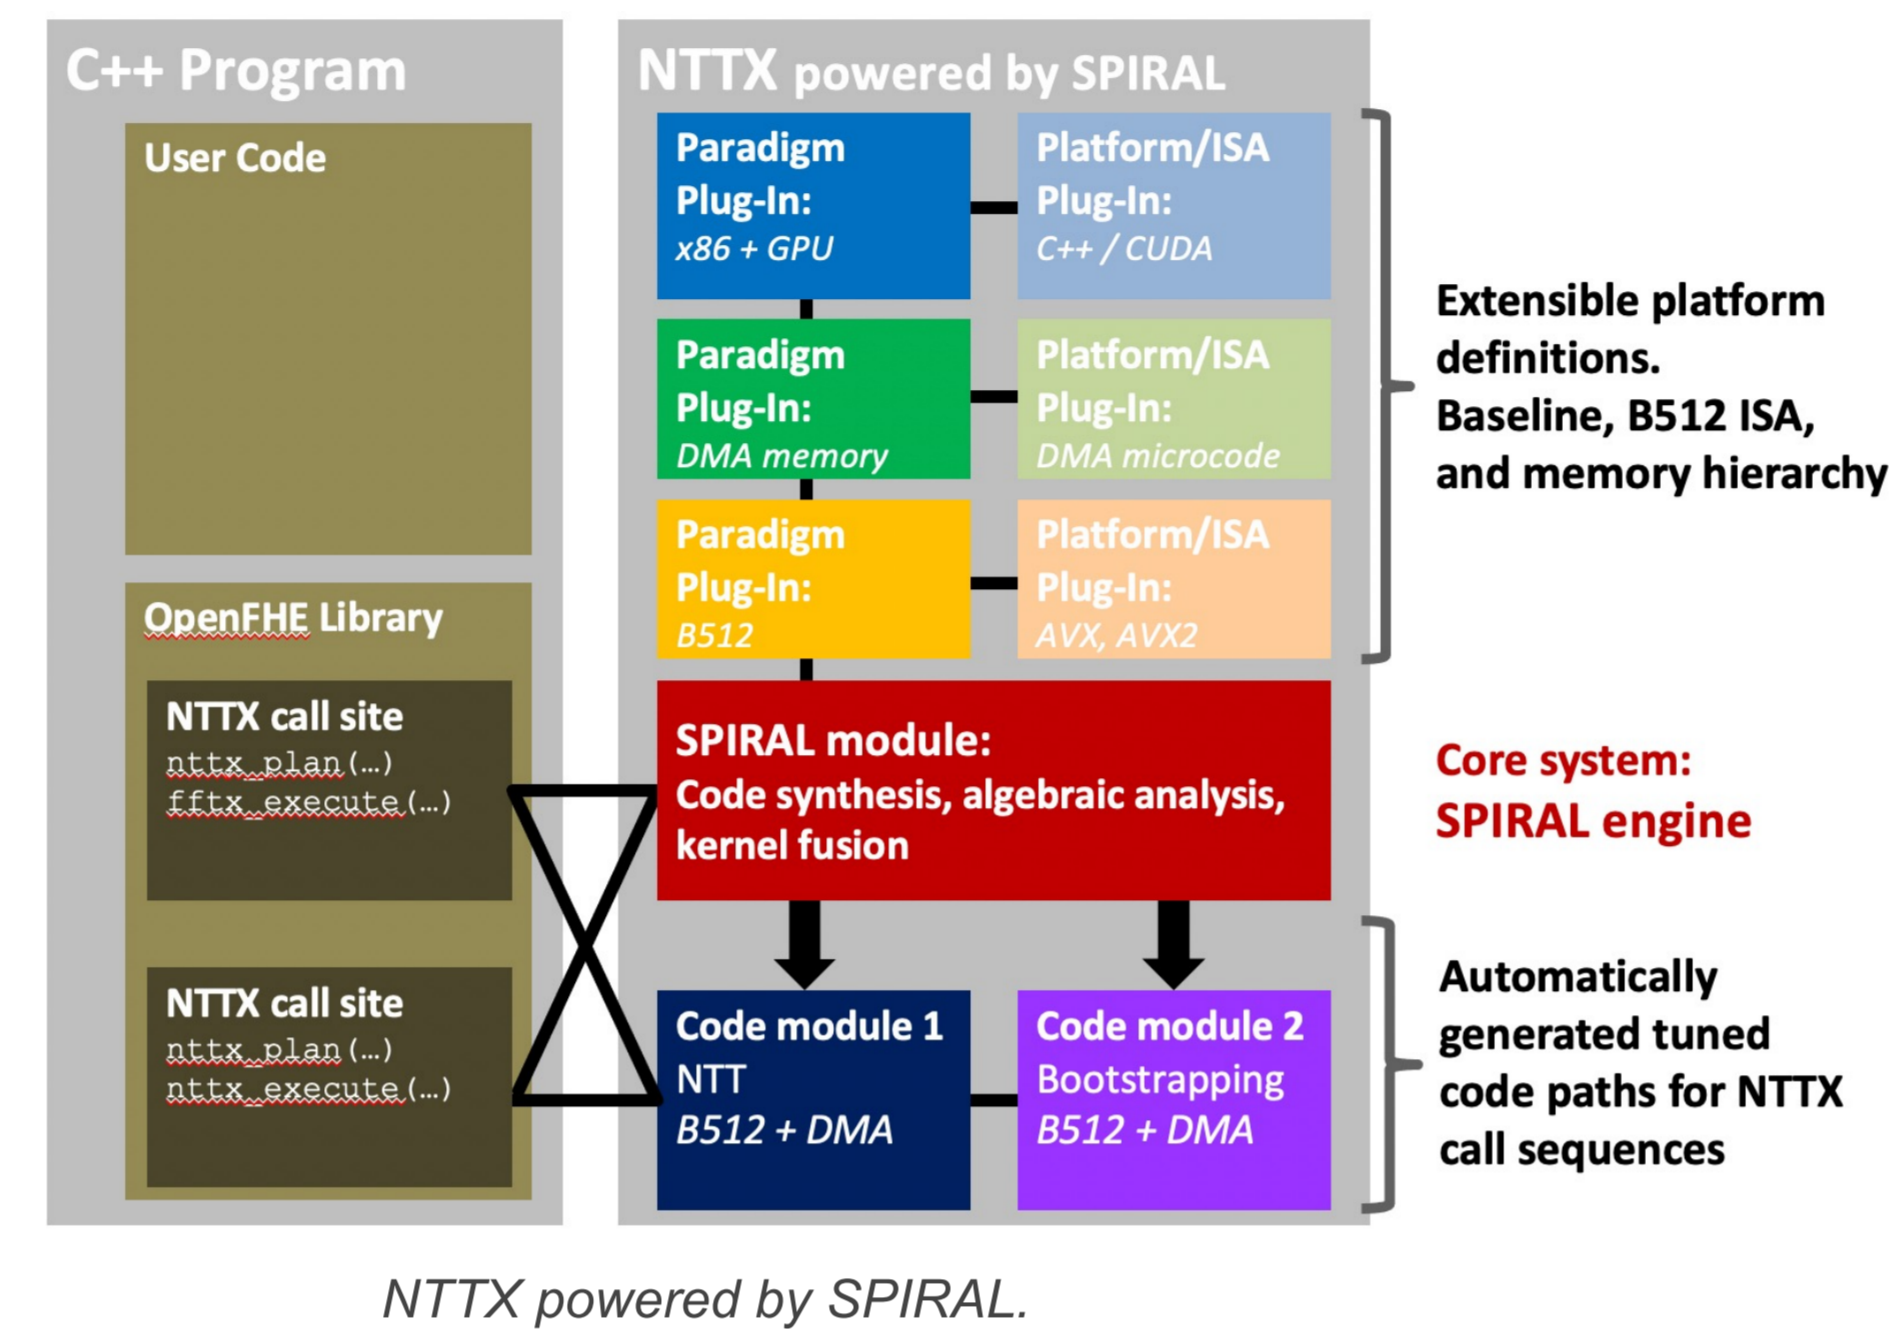 C++ Program
User Code
OpenFHE Library
NTTX call site
nttx_plan(…)
fftx_execute(…)
NTTX call site
nttx_plan(…)
nttx_execute(…)
NTTX powered by SPIRAL
Paradigm
Plug-In:
x86 + GPU
Platform/ISA
Plug-In:
C++ / CUDA
Paradigm
Plug-In:
DMA memory
Platform/ISA
Plug-In:
DMA microcode
Paradigm
Plug-In:
B512
Platform/ISA
Plug-In:
AVX, AVX2
SPIRAL module:
Code synthesis, algebraic analysis,
kernel fusion
Code module 1
NTT
B512 + DMA
Code module 2
Bootstrapping
B512 + DMA
Extensible platform
definitions.
Baseline, B512 ISA,
and memory hierarchy
Core system:
SPIRAL engine
Automatically
generated tuned
code paths for NTTX
call sequences
NTTX powered by SPIRAL.